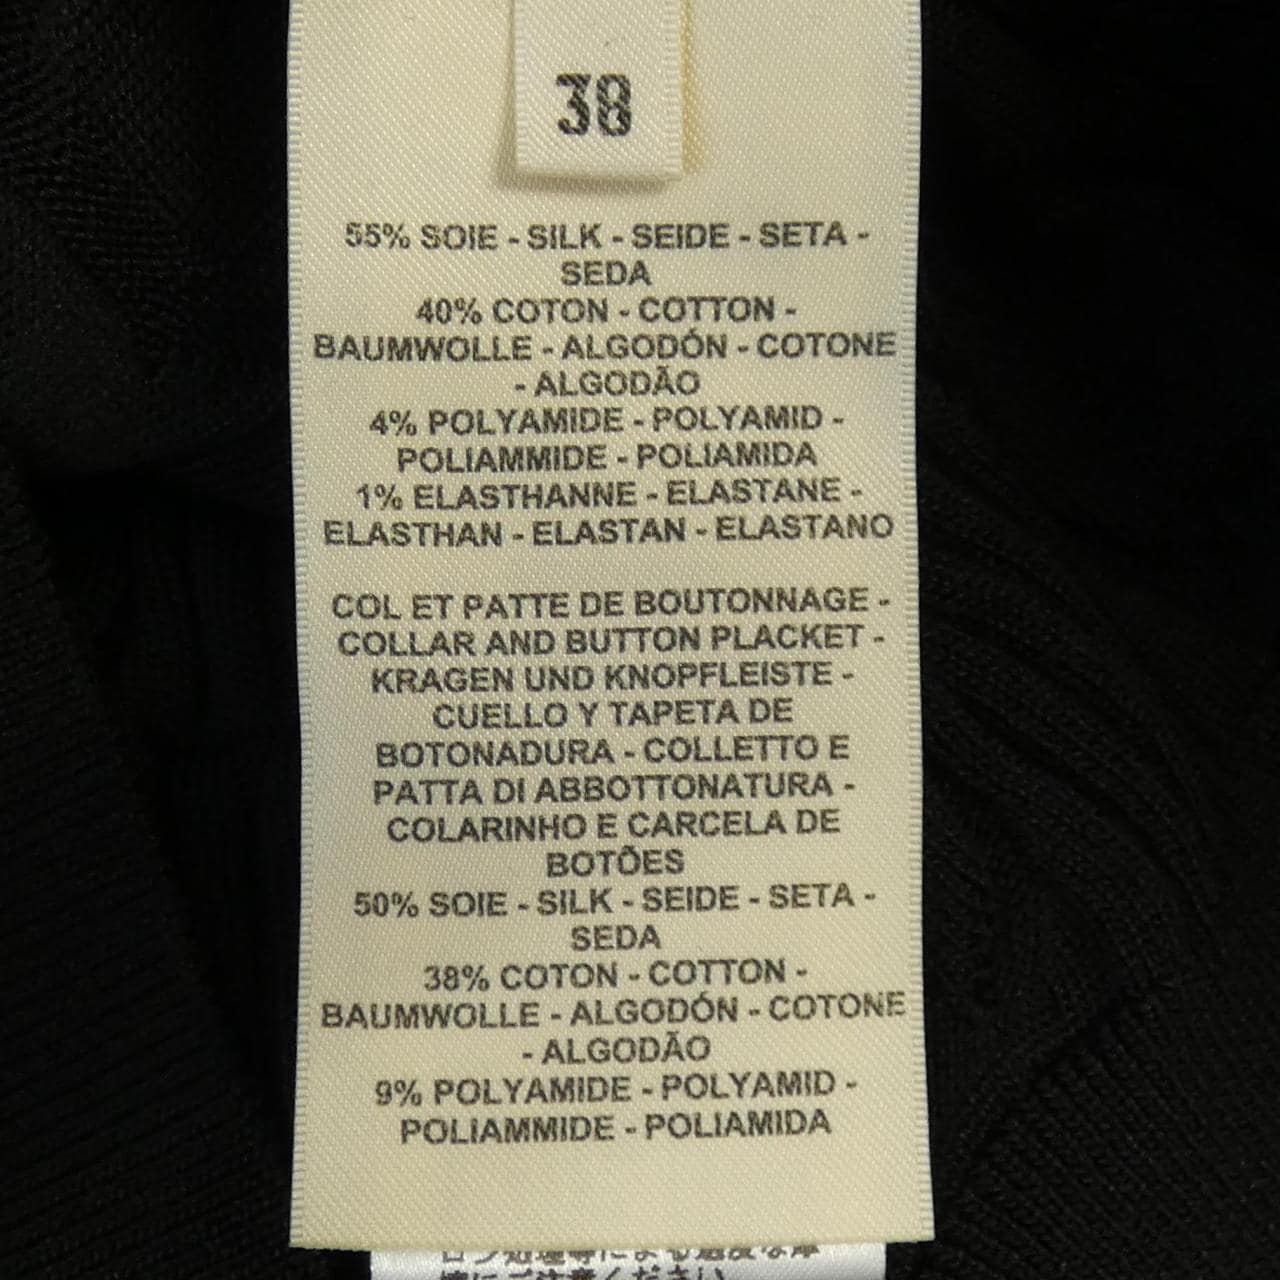 38
55% SOIE - SILK - SEIDE - SETA -
SEDA
40% COTON - COTTON -
BAUMWOLLE - ALGODÓN - COTONE
- ALGODÃO
4% POLYAMIDE - POLYAMID -
POLIAMMIDE - POLIAMIDA
1% ELASTHANNE - ELASTANE -
ELASTHAN - ELASTAN - ELASTANO
COL ET PATTE DE BOUTONNAGE -
COLLAR AND BUTTON PLACKET -
KRAGEN UND KNOPFLEISTE -
CUELLO Y TAPETA DE
BOTONADURA - COLLETTO E
PATTA DI ABBOTTONATURA -
COLARINHO E CARCELA DE
BOTÕES
50% SOIE - SILK - SEIDE - SETA -
SEDA
38% COTON - COTTON -
BAUMWOLLE - ALGODÓN - COTONE
- ALGODÃO
9% POLYAMIDE - POLYAMID -
POLIAMMIDE - POLIAMIDA